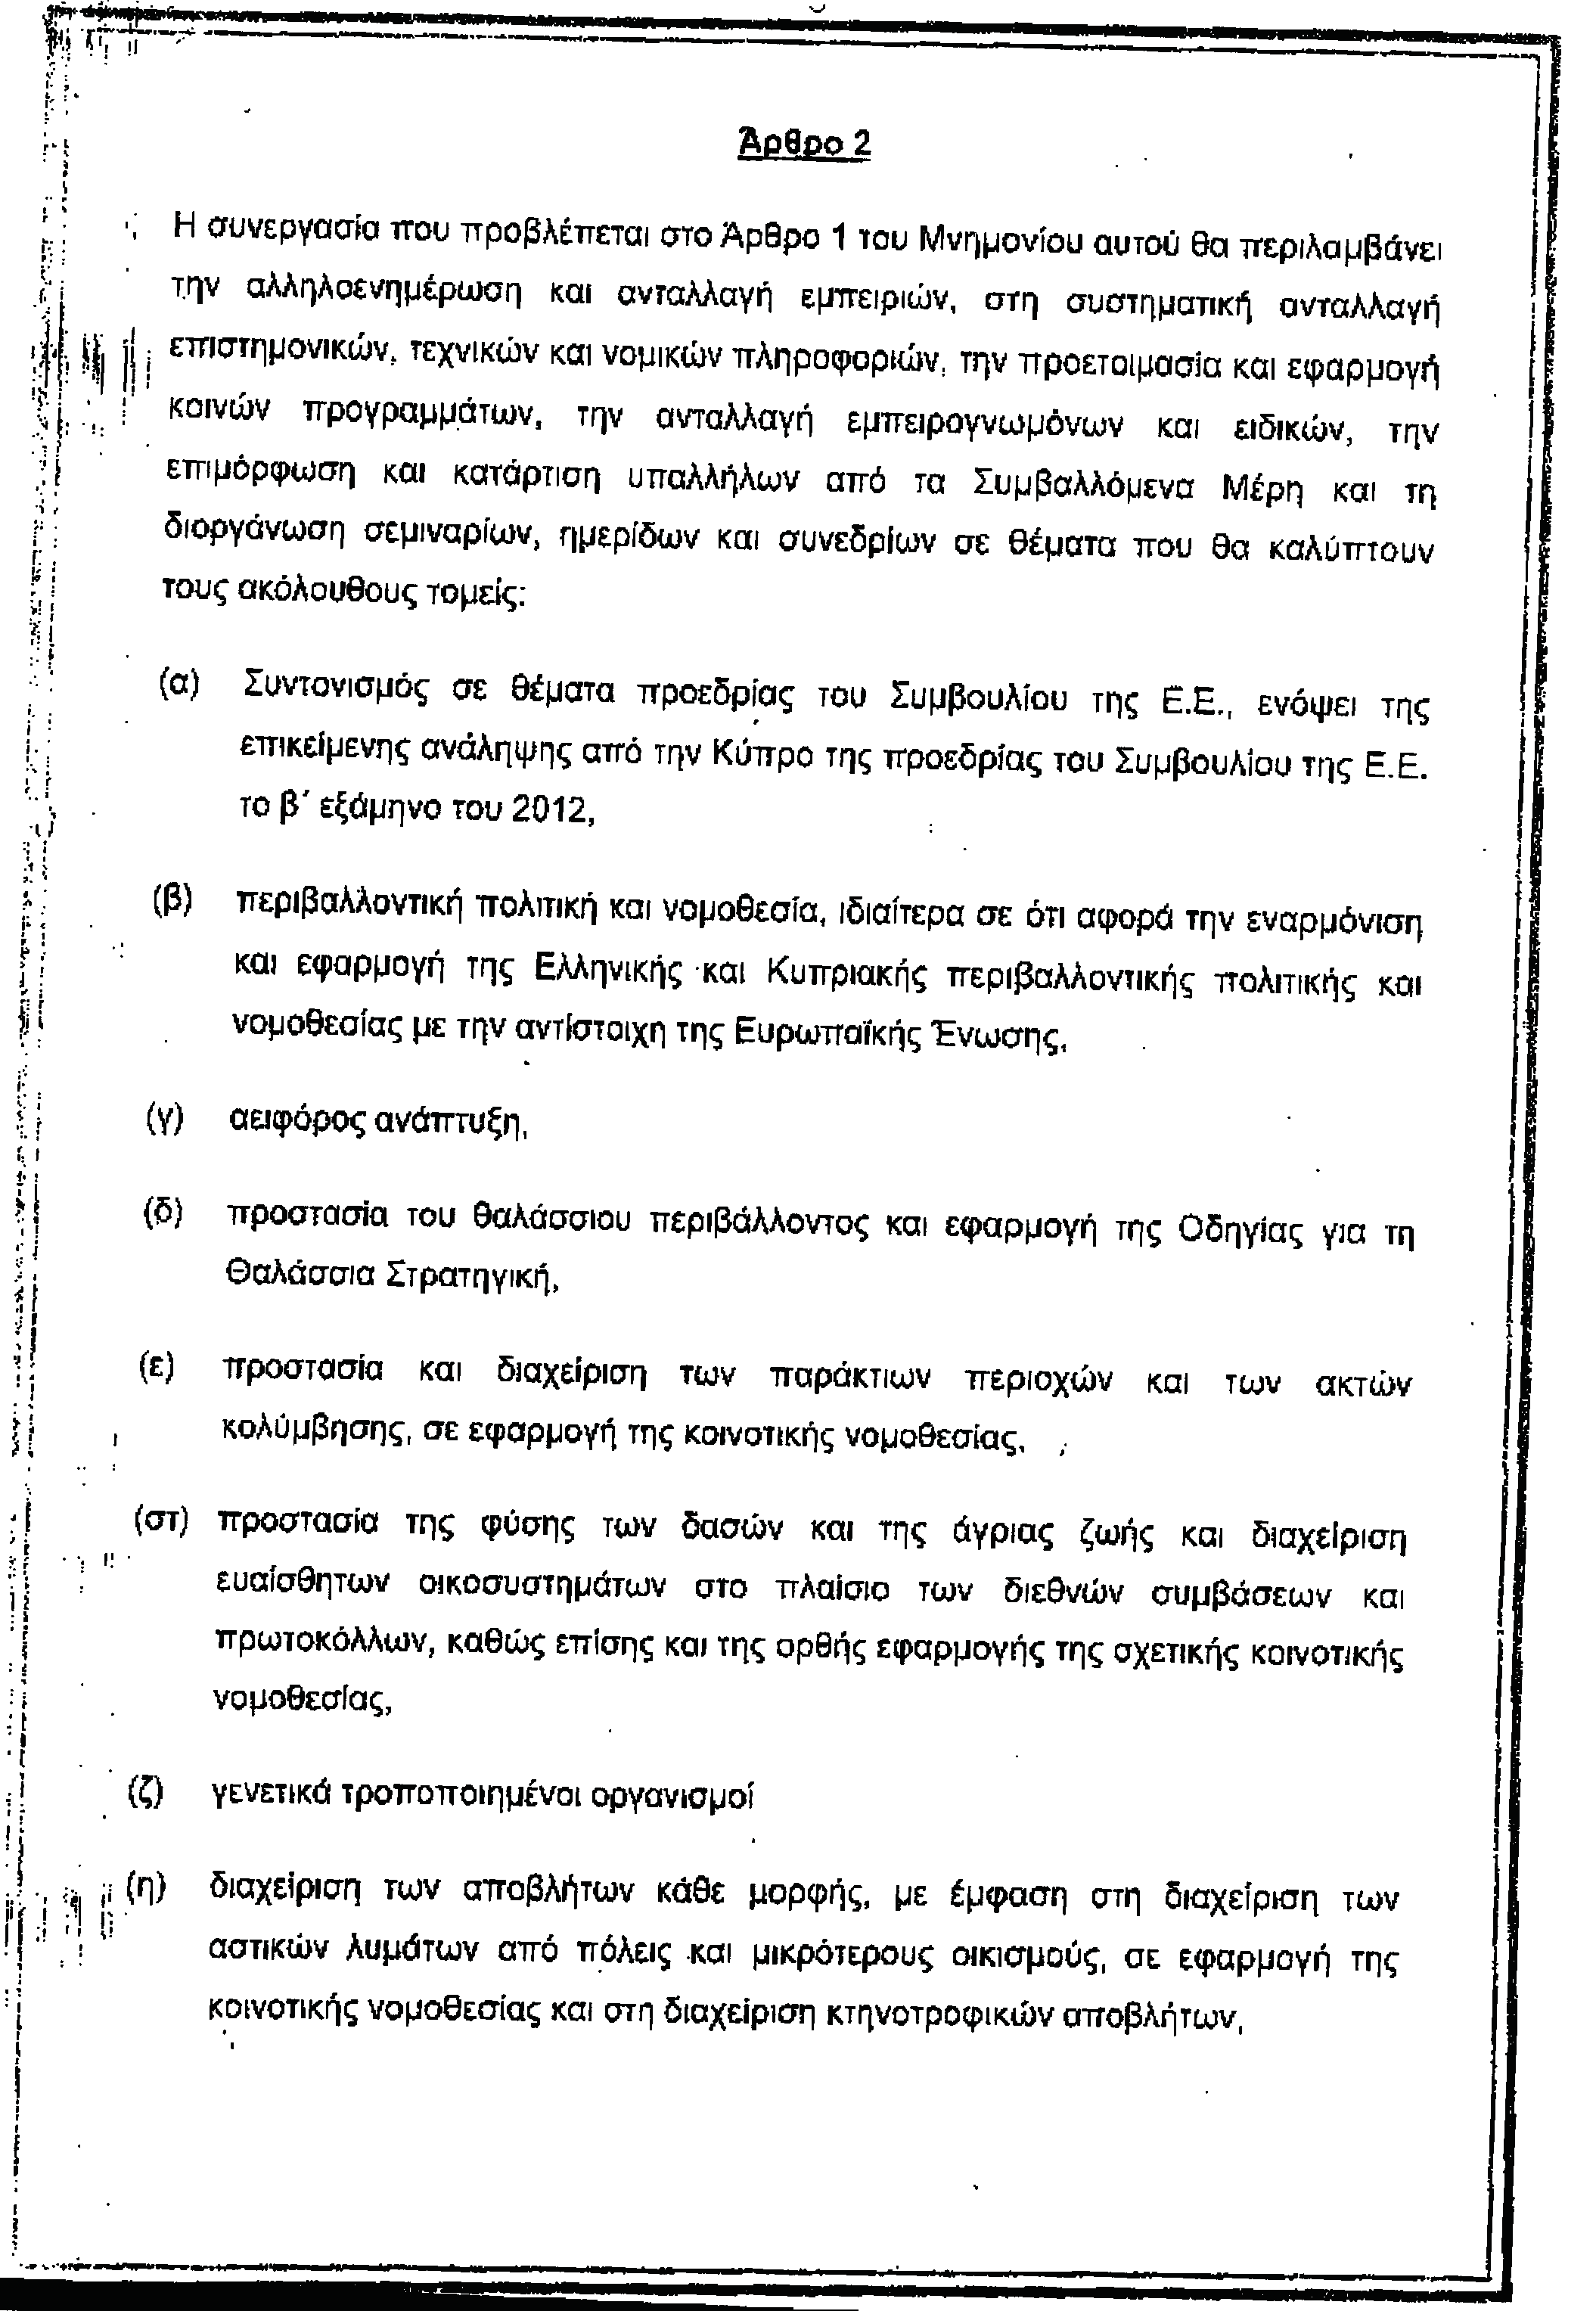 Άρθρο 2
Η συνεργασία που προβλέπεται στο Άρθρο 1 του Μνημονίου αυτού θα περιλαμβάνει
την αλληλοενημέρωση και ανταλλαγή εμπειριών, στη συστηματική ανταλλαγή
επιστημονικών, τεχνικών και νομικών πληροφοριών, την προετοιμασία και εφαρμογή
κοινών προγραμμάτων, την ανταλλαγή εμπειρογνωμόνων και ειδικών, την
επιμόρφωση και κατάρτιση υπαλλήλων από τα Συμβαλλόμενα Μέρη και τη
διοργάνωση σεμιναρίων, ημερίδων και συνεδρίων σε θέματα που θα καλύπτουν
τους ακόλουθους τομείς:
(α) Συντονισμός σε θέματα προεδρίας του Συμβουλίου της Ε.Ε., ενόψει της
επικείμενης ανάληψης από την Κύπρο της προεδρίας του Συμβουλίου της Ε.Ε.
το β΄ εξάμηνο του 2012,
(β) περιβαλλοντική πολιτική και νομοθεσία, ιδιαίτερα σε ότι αφορά την εναρμόνιση
και εφαρμογή της Ελληνικής και Κυπριακής περιβαλλοντικής πολιτικής και
νομοθεσίας με την αντίστοιχη της Ευρωπαϊκής Ένωσης,
(γ) αειφόρος ανάπτυξη,
(δ) προστασία του θαλάσσιου περιβάλλοντος και εφαρμογή της Οδηγίας για τη
Θαλάσσια Στρατηγική,
(ε) προστασία και διαχείριση των παράκτιων περιοχών και των ακτών
κολύμβησης, σε εφαρμογή της κοινοτικής νομοθεσίας,
(στ) προστασία της φύσης των δασών και της άγριας ζωής και διαχείριση
ευαίσθητων οικοσυστημάτων στο πλαίσιο των διεθνών συμβάσεων και
πρωτοκόλλων, καθώς επίσης και της ορθής εφαρμογής της σχετικής κοινοτικής
νομοθεσίας,
(ζ) γενετικά τροποποιημένοι οργανισμοί
(η) διαχείριση των αποβλήτων κάθε μορφής, με έμφαση στη διαχείριση των
αστικών λυμάτων από πόλεις και μικρότερους οικισμούς, σε εφαρμογή της
κοινοτικής νομοθεσίας και στη διαχείριση κτηνοτροφικών αποβλήτων,